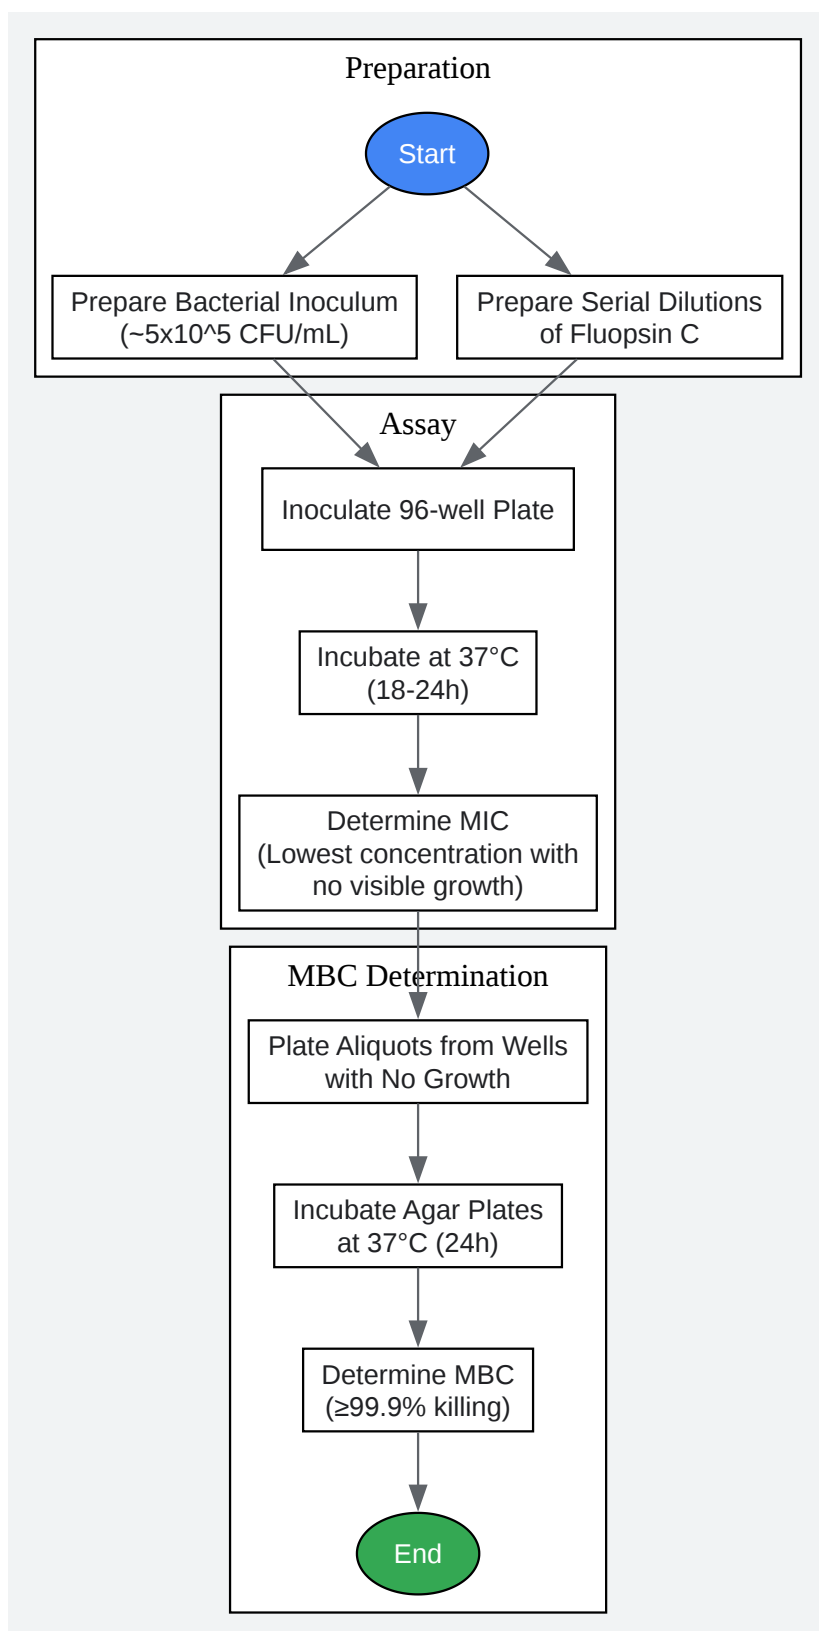 Preparation
Start
Prepare Bacterial Inoculum
(~5x10^5 CFU/mL)
Prepare Serial Dilutions
of Fluopsin C
Assay
Inoculate 96-well Plate
Incubate at 37°C
(18-24h)
Determine MIC
(Lowest concentration with
no visible growth)
MBC Determination
Plate Aliquots from Wells
with No Growth
Incubate Agar Plates
at 37°C (24h)
Determine MBC
(≥99.9% killing)
End